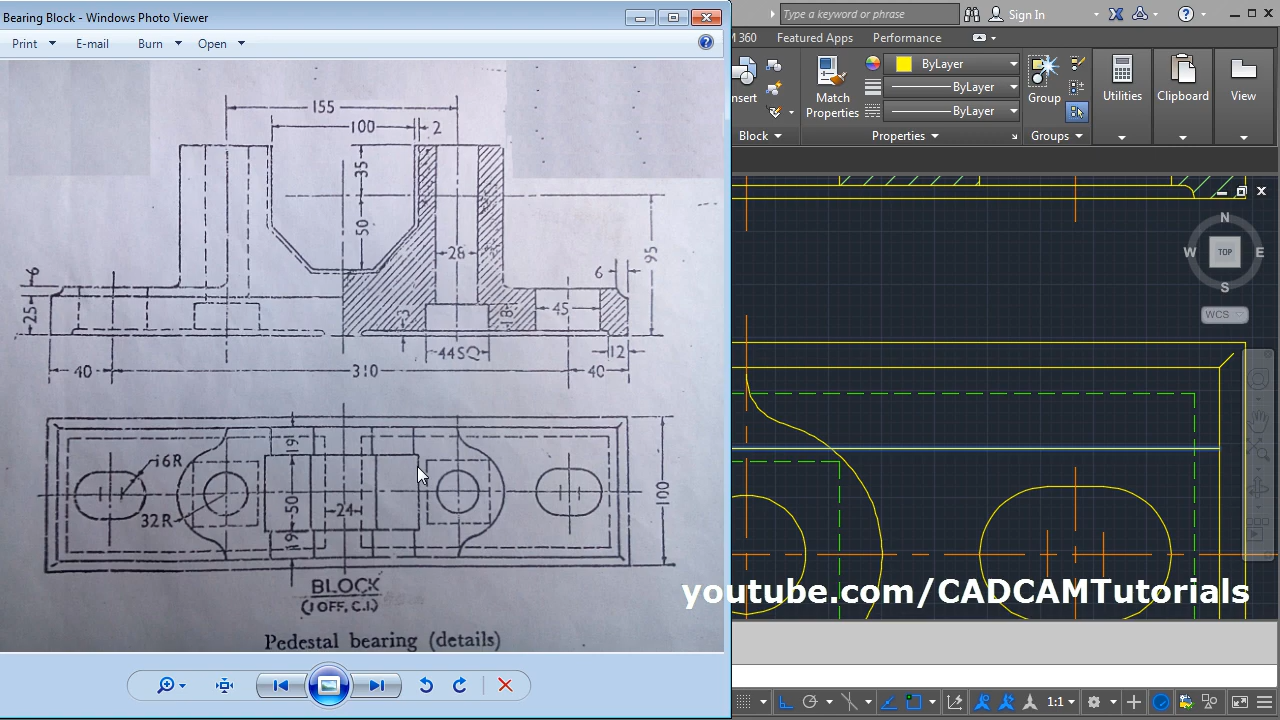 Bearing Block - Windows Photo Viewer
Print E-mail Burn Open
155
100 2
35
50
28
95
6
25
6
45
18
3
44SQ
12
40 310 40
16R
32R
19
50
24
19
100
BLOCK
(1 OFF, C.I.)
Pedestal bearing (details)
Type a keyword or phrase
Sign In
M 360 Featured Apps Performance
nsert
Match
Properties
ByLayer
ByLayer
ByLayer
Group
Utilities
Clipboard
View
Block
Properties
Groups
N
W TOP E
S
WCS
youtube.com/CADCAMTutorials
1:1